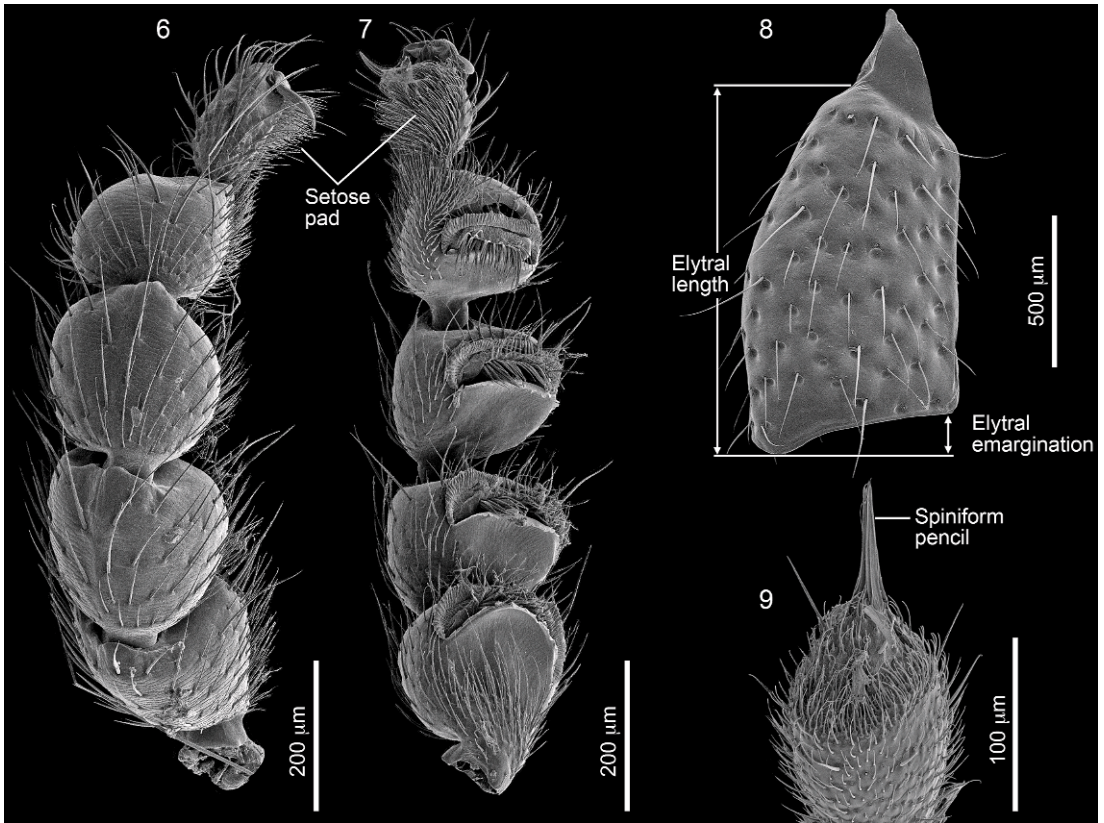 6
7
8
Setose
pad
Elytral
length
500 µm
Elytral
emargination
Spiniform
pencil
9
200 µm
200 µm
100 µm